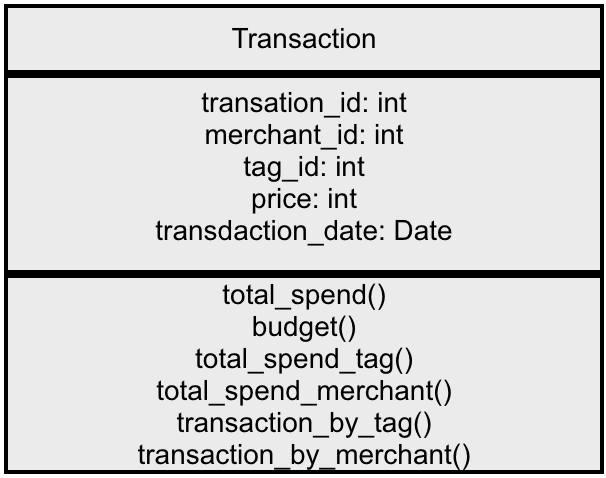 Transaction
transation_id: int
merchant_id: int
tag_id: int
price: int
transdaction_date: Date
total_spend()
budget()
total_spend_tag()
total_spend_merchant()
transaction_by_tag()
transaction_by_merchant()